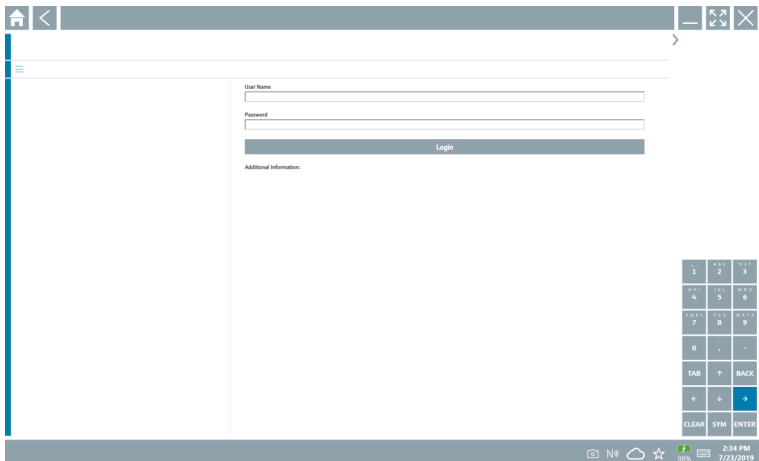 User Name
Password
Login
Additional Information:
1
ABC
2
DEF
3
GHI
4
JKL
5
MNO
6
PQRS
7
TUV
8
WXYZ
9
0
.
-
TAB
↑
BACK
←
↓
→
CLEAR
SYM
ENTER
98%
2:34 PM
7/23/2019